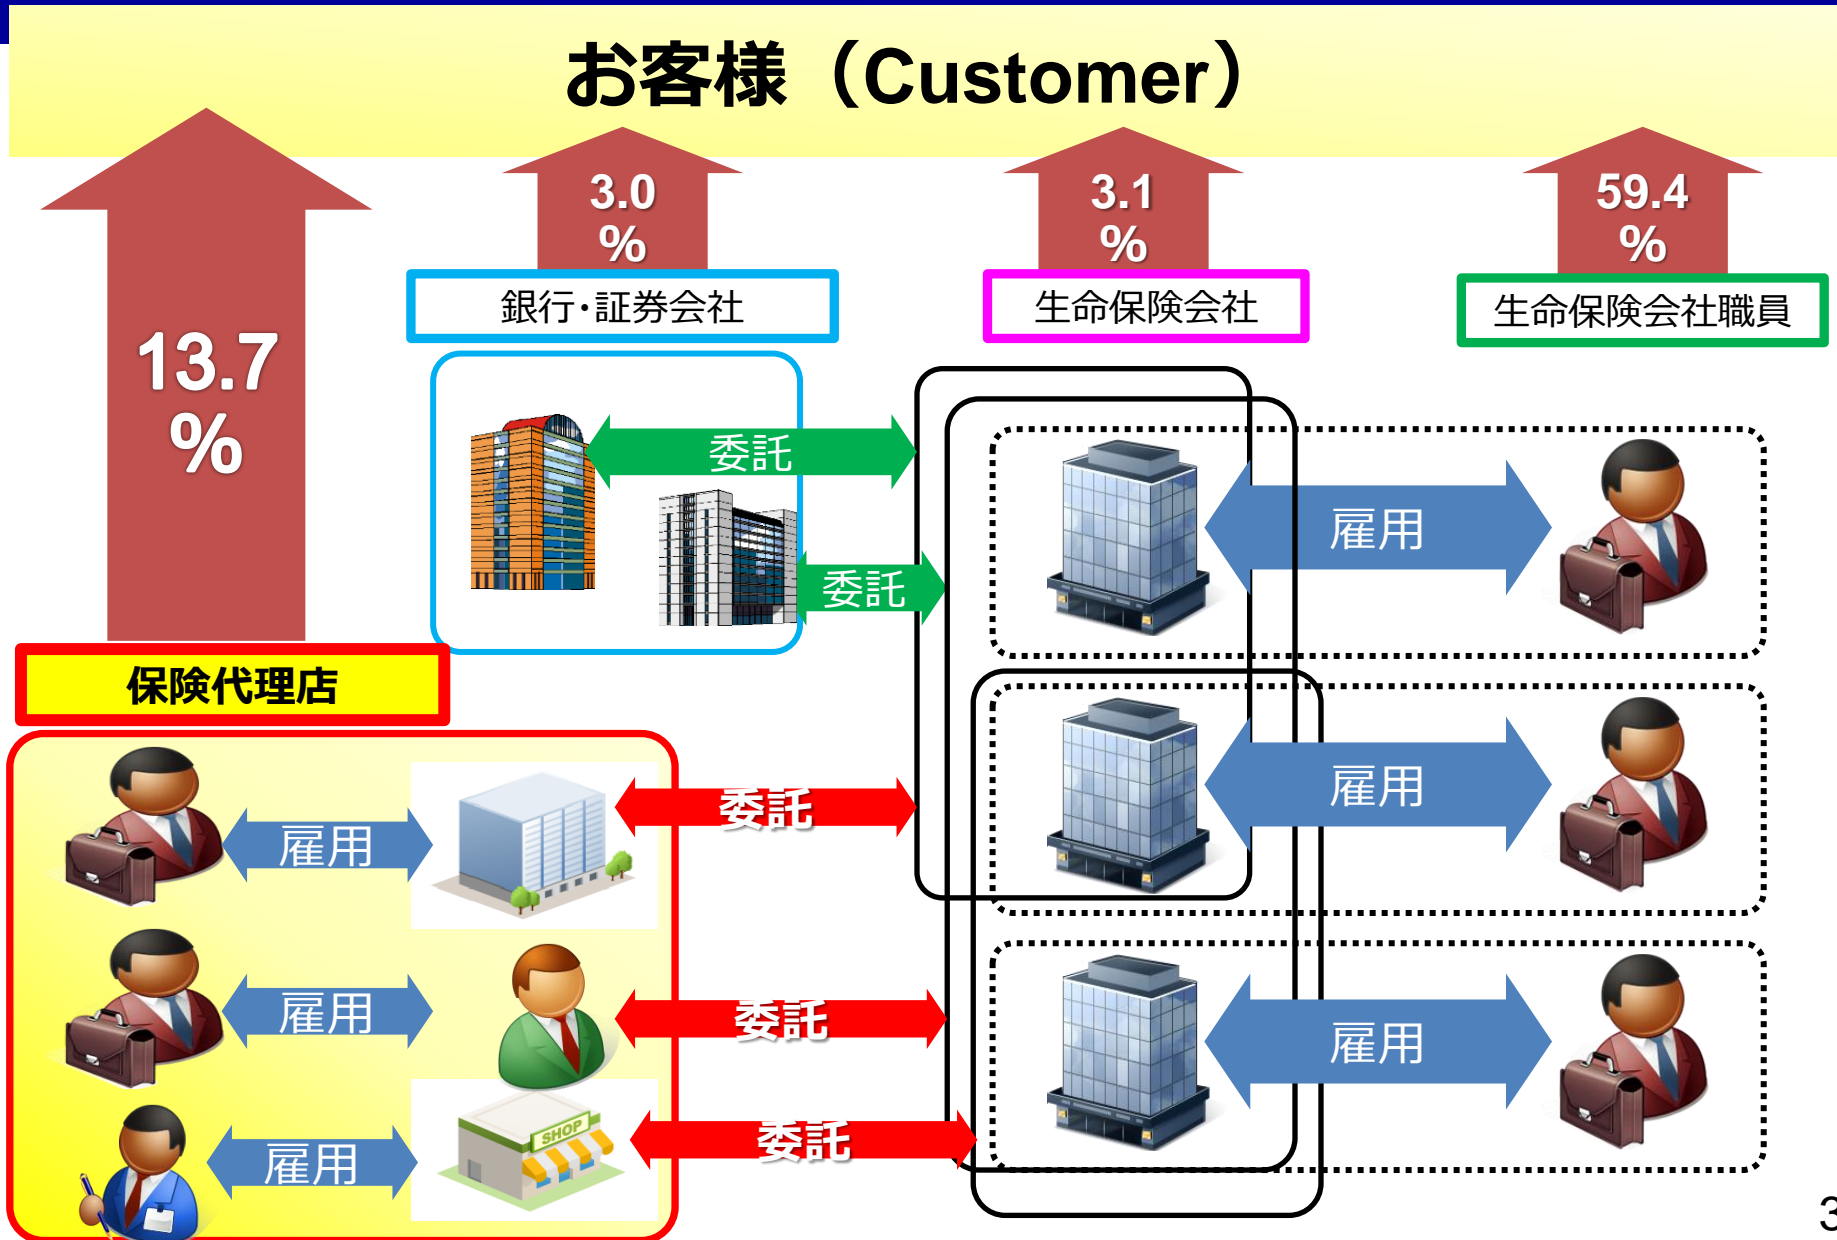 お客様（Customer）
3.0
%
3.1
%
59.4
%
13.7
%
銀行・証券会社
生命保険会社
生命保険会社職員
委託
委託
雇用
保険代理店
雇用
委託
雇用
雇用
委託
雇用
雇用
委託
SHOP
雇用
3